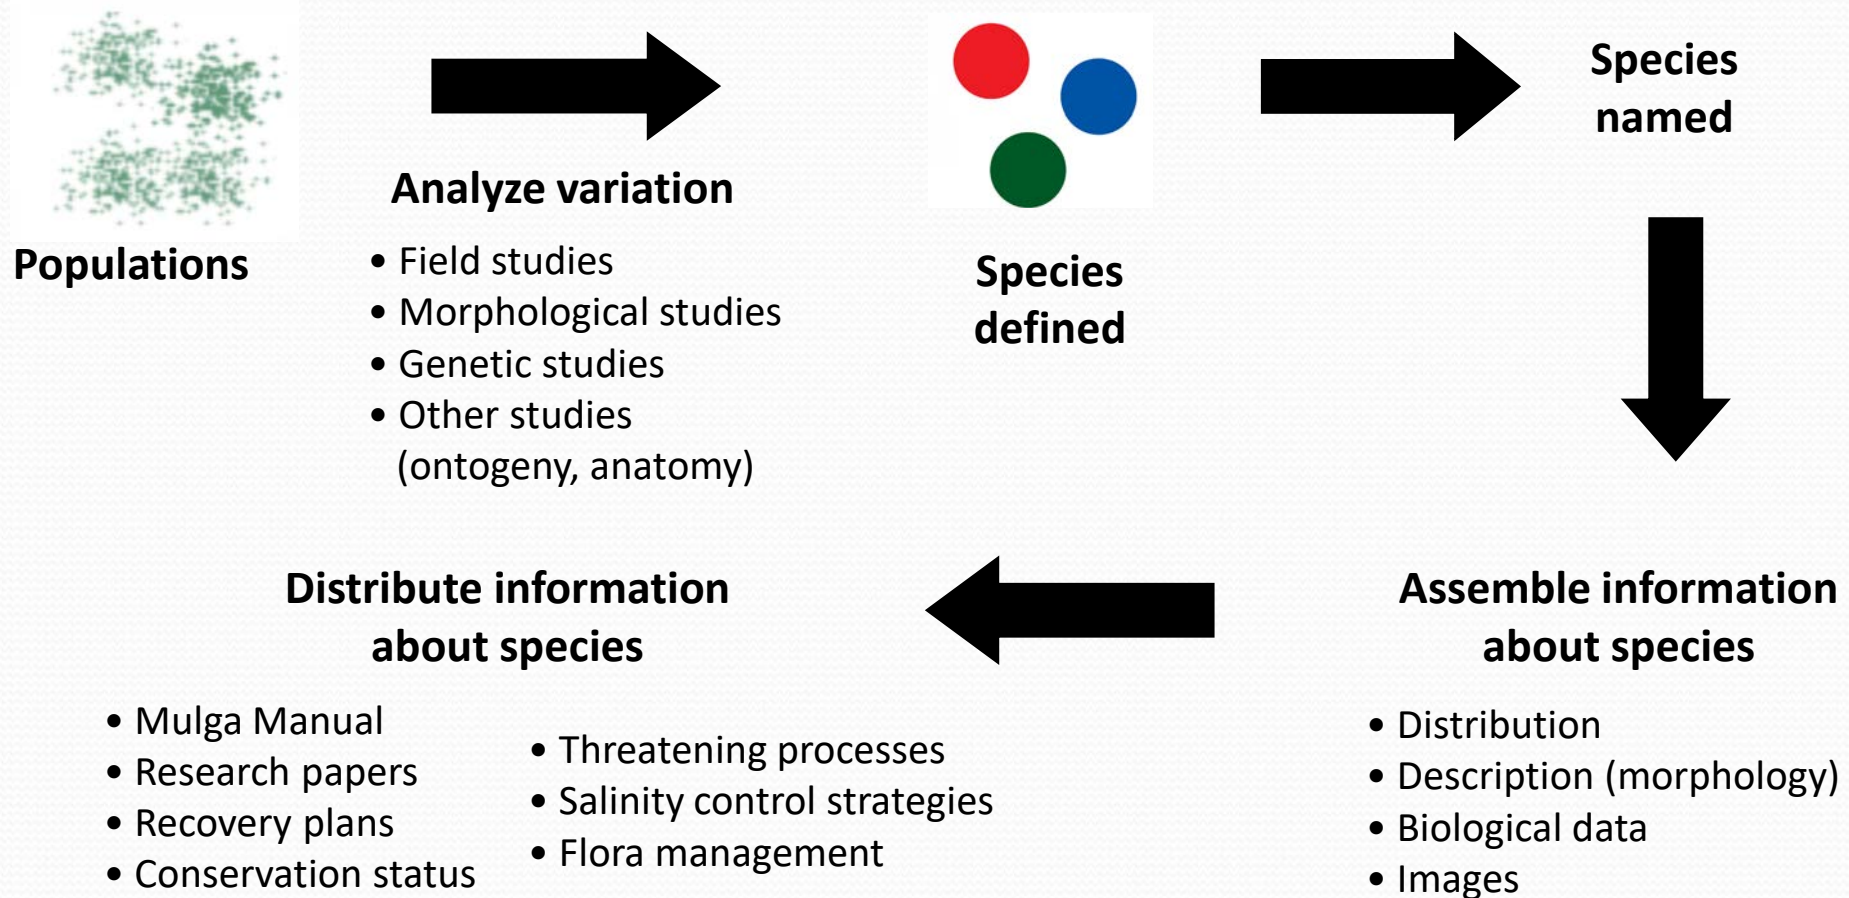 Populations
Analyze variation
• Field studies
• Morphological studies
• Genetic studies
• Other studies
(ontogeny, anatomy)
Species
defined
Species
named
Assemble information
about species
• Distribution
• Description (morphology)
• Biological data
• Images
Distribute information
about species
• Mulga Manual
• Research papers
• Recovery plans
• Conservation status
• Threatening processes
• Salinity control strategies
• Flora management